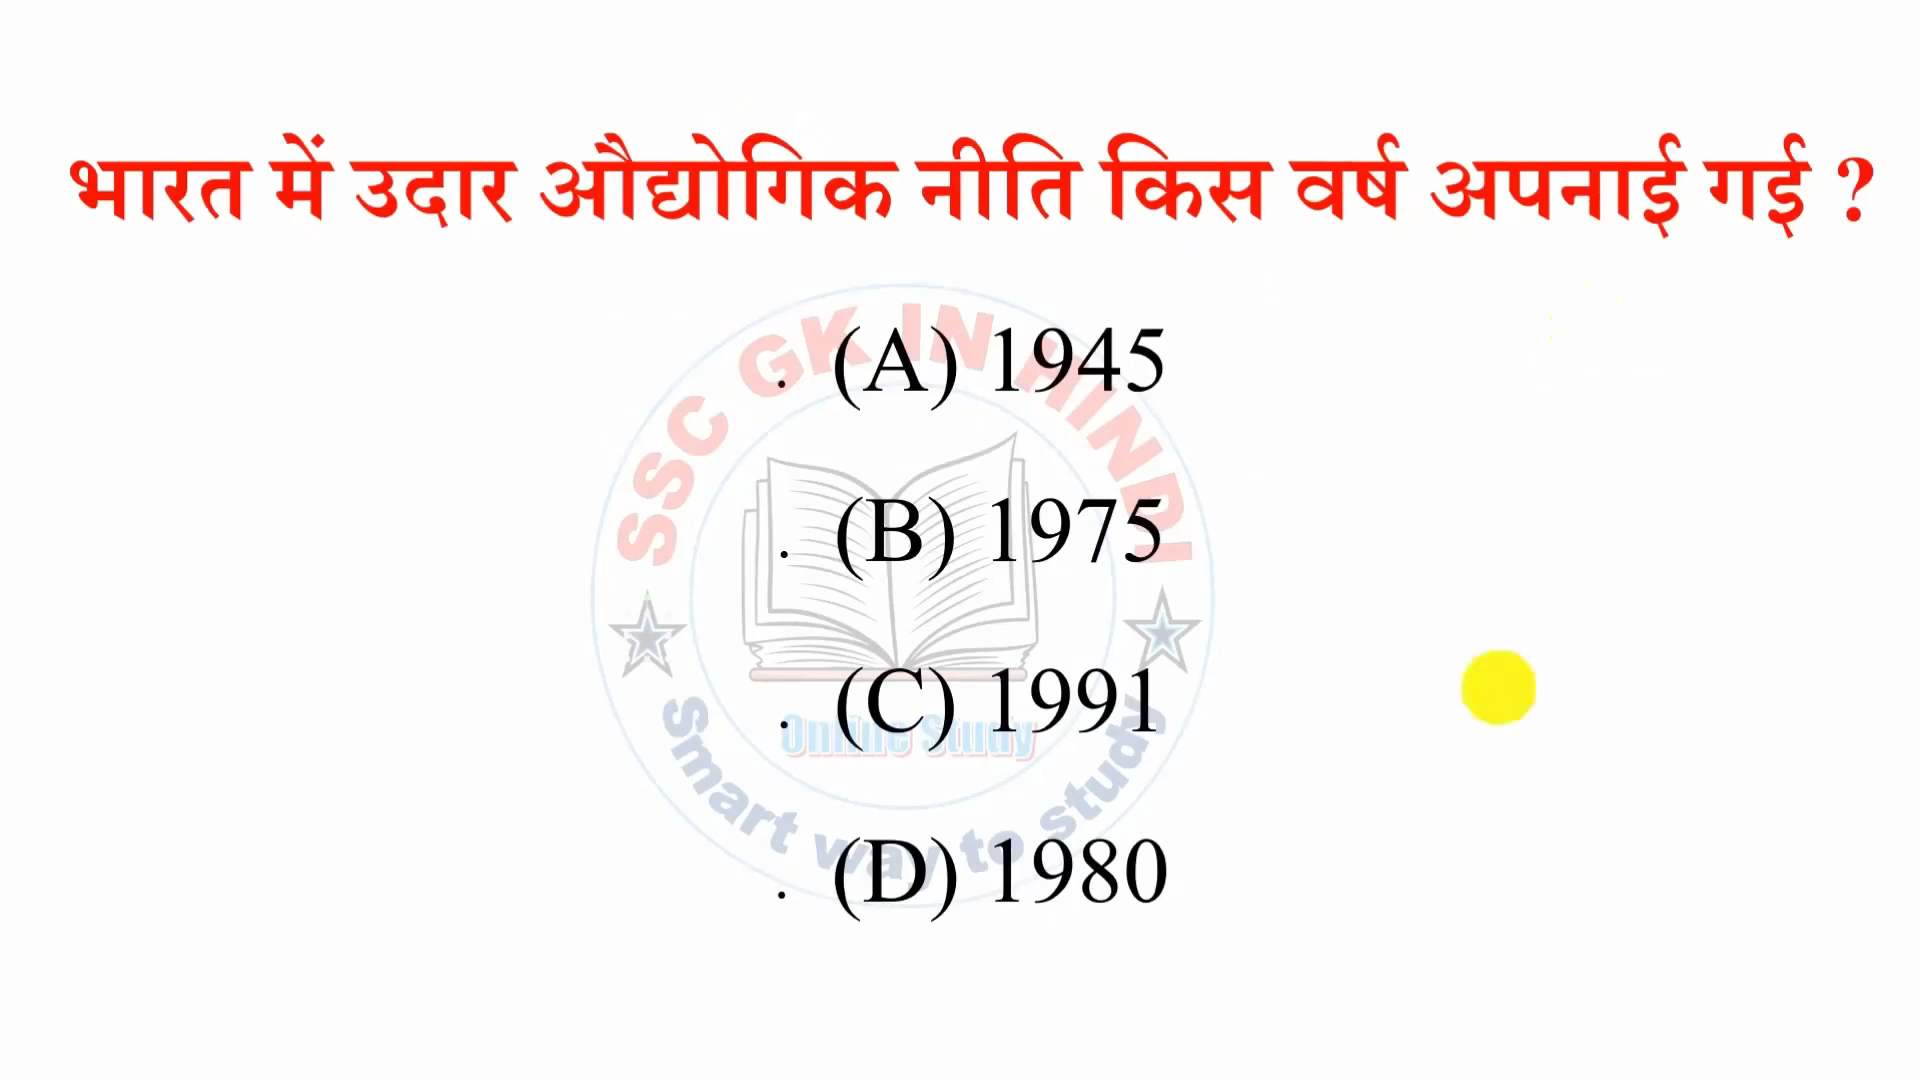 भारत में उदार औद्योगिक नीति किस वर्ष अपनाई गई ?
SSC GK IN HINDI
. (A) 1945
. (B) 1975
. (C) 1991
Online Study
. (D) 1980
Smart way to study